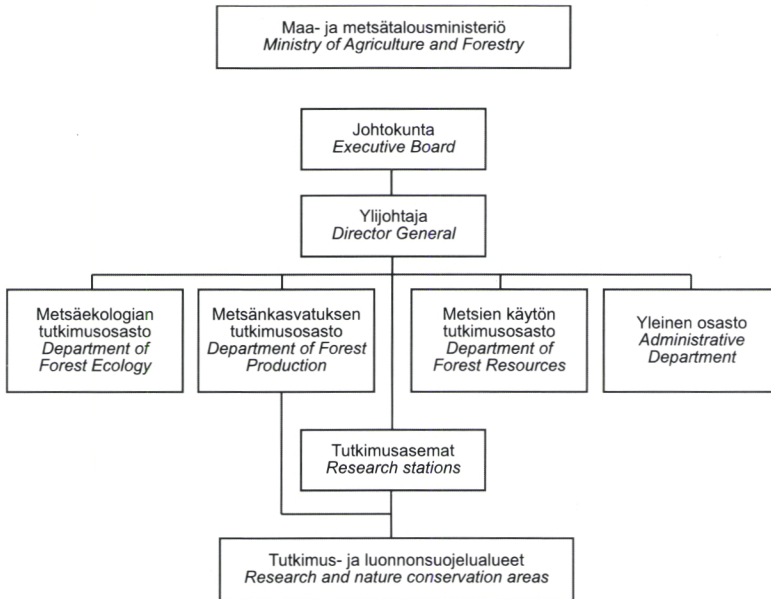 Maa- ja metsätalousministeriö
Ministry of Agriculture and Forestry
Johtokunta
Executive Board
Ylijohtaja
Director General
Metsäekologian
tutkimusosasto
Department of
Forest Ecology
Metsänkasvatuksen
tutkimusosasto
Department of Forest
Production
Metsien käytön
tutkimusosasto
Department of
Forest Resources
Yleinen osasto
Administrative
Department
Tutkimusasemat
Research stations
Tutkimus- ja luonnonsuojelualueet
Research and nature conservation areas